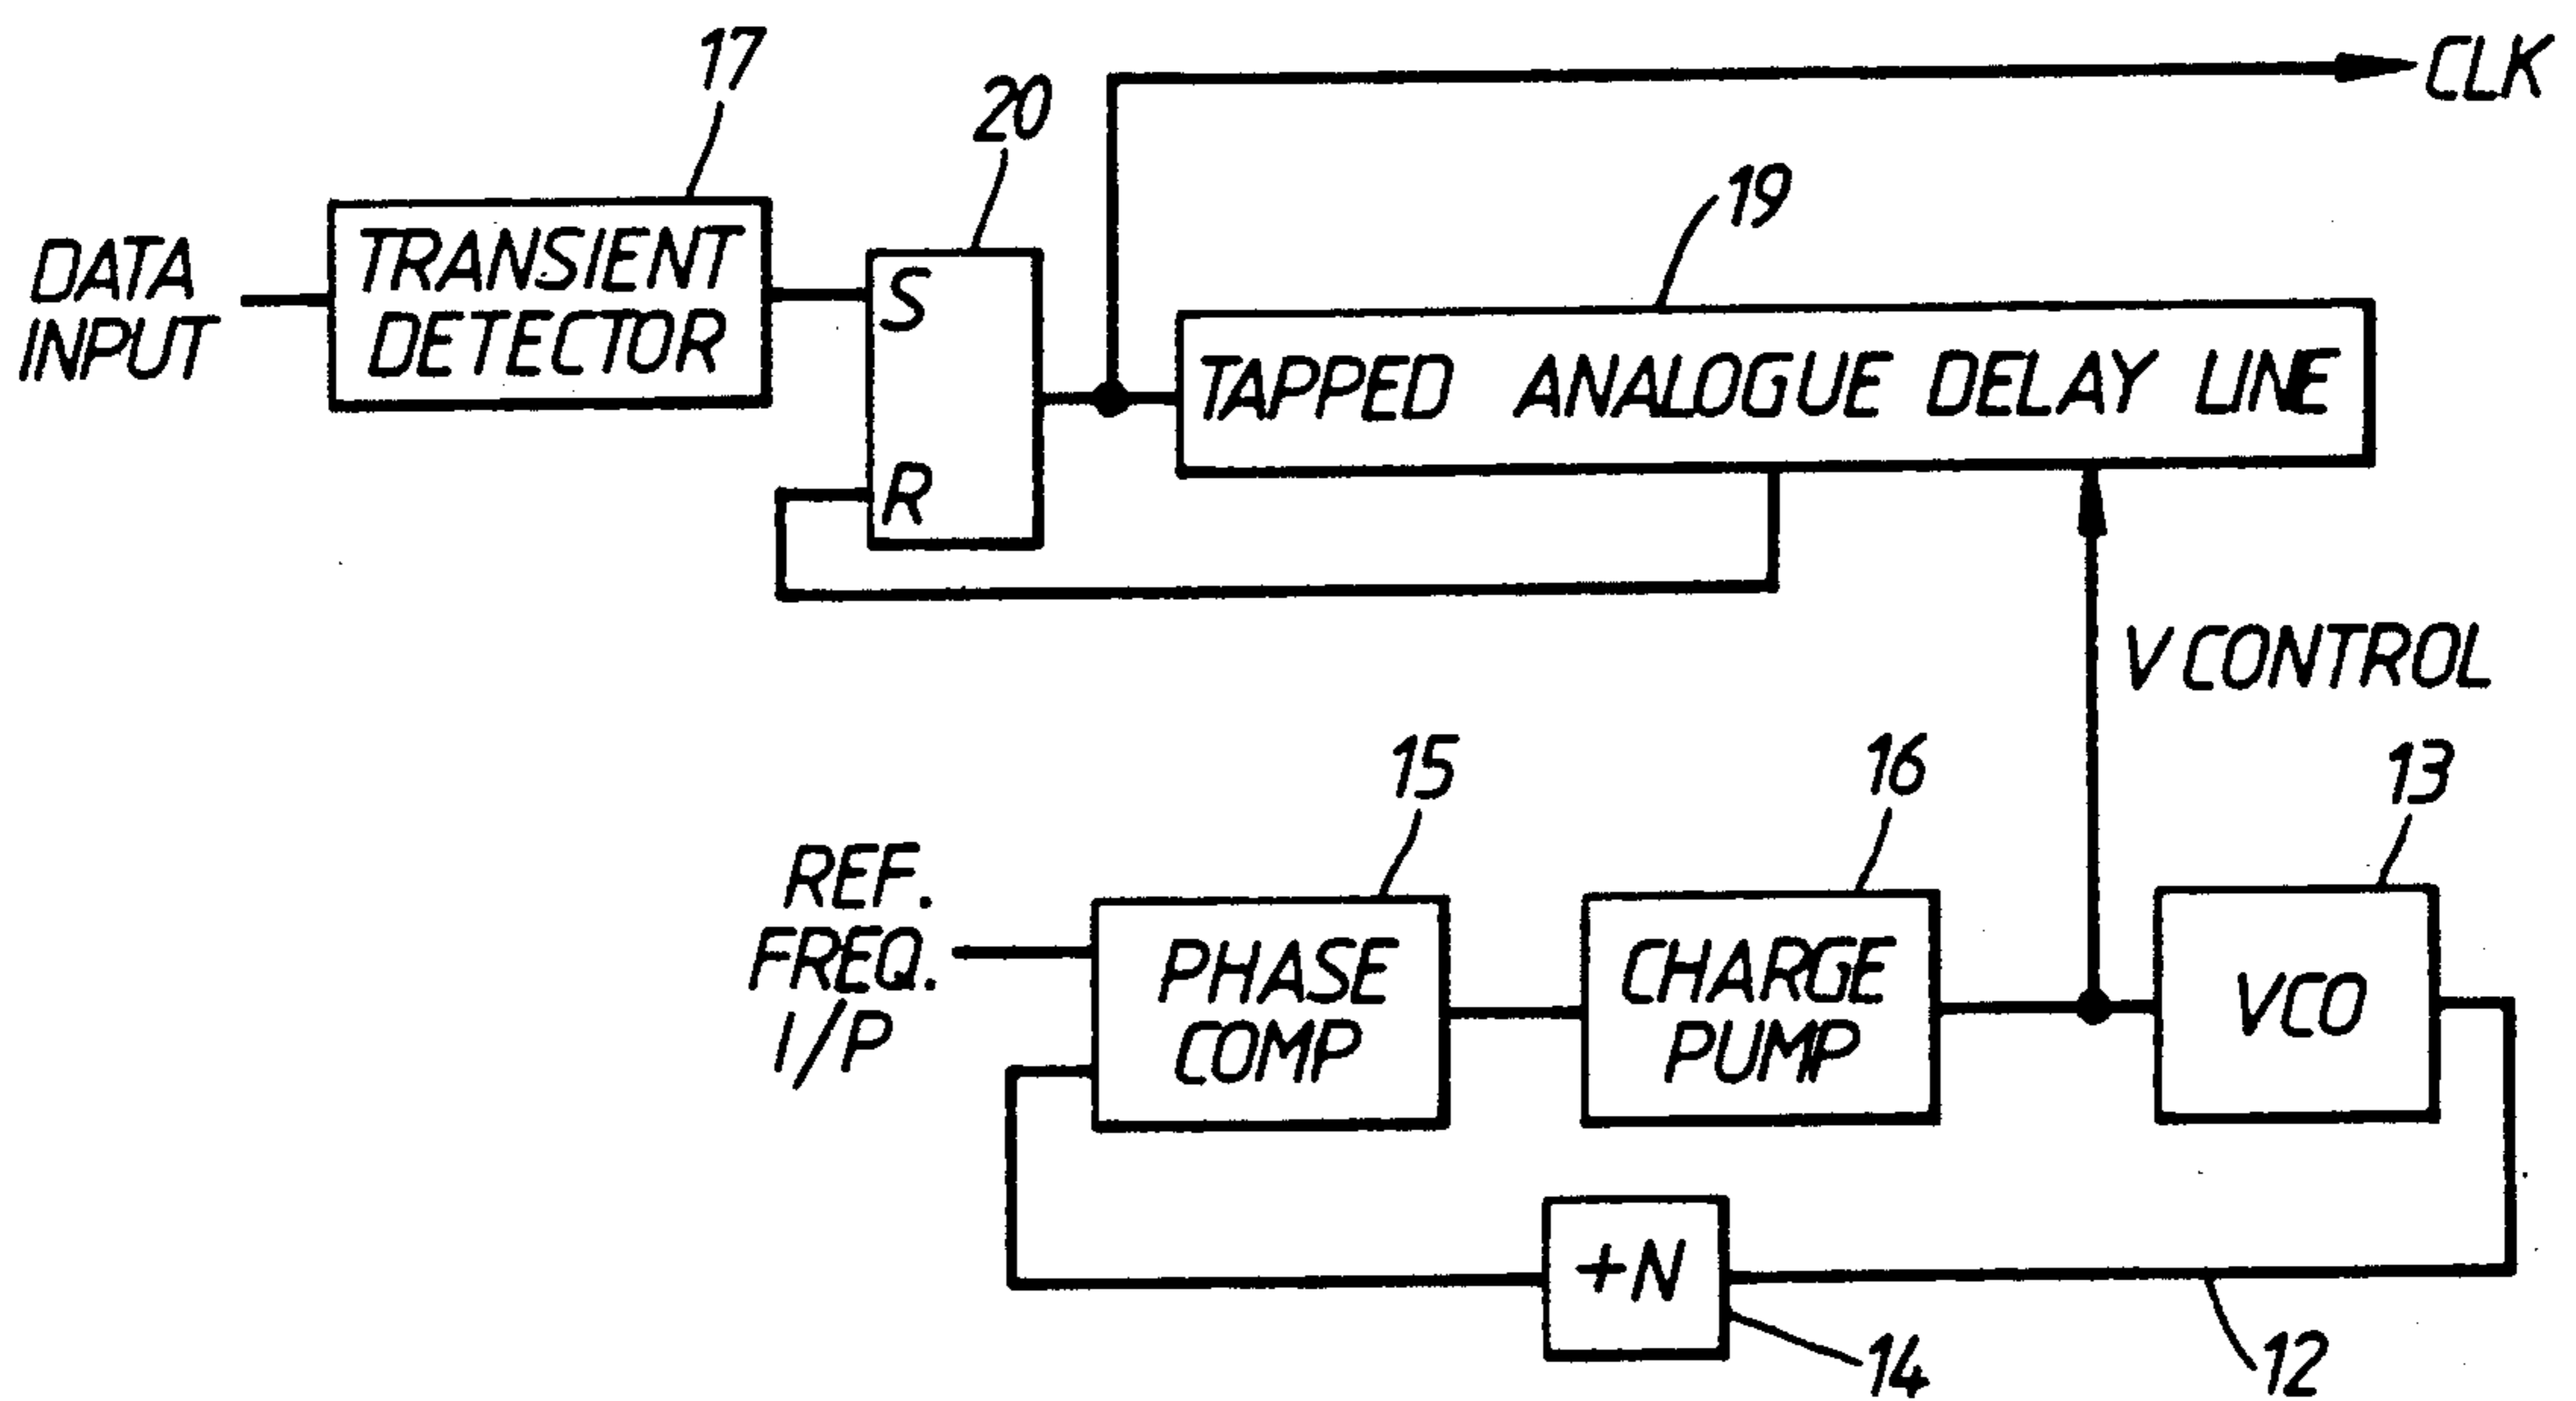 17
CLK
20
19
DATA
INPUT
TRANSIENT
DETECTOR
S
R
TAPPED ANALOGUE DELAY LINE
V CONTROL
15
16
13
REF.
FREQ.
I/P
PHASE
COMP
CHARGE
PUMP
VCO
+N
14
12